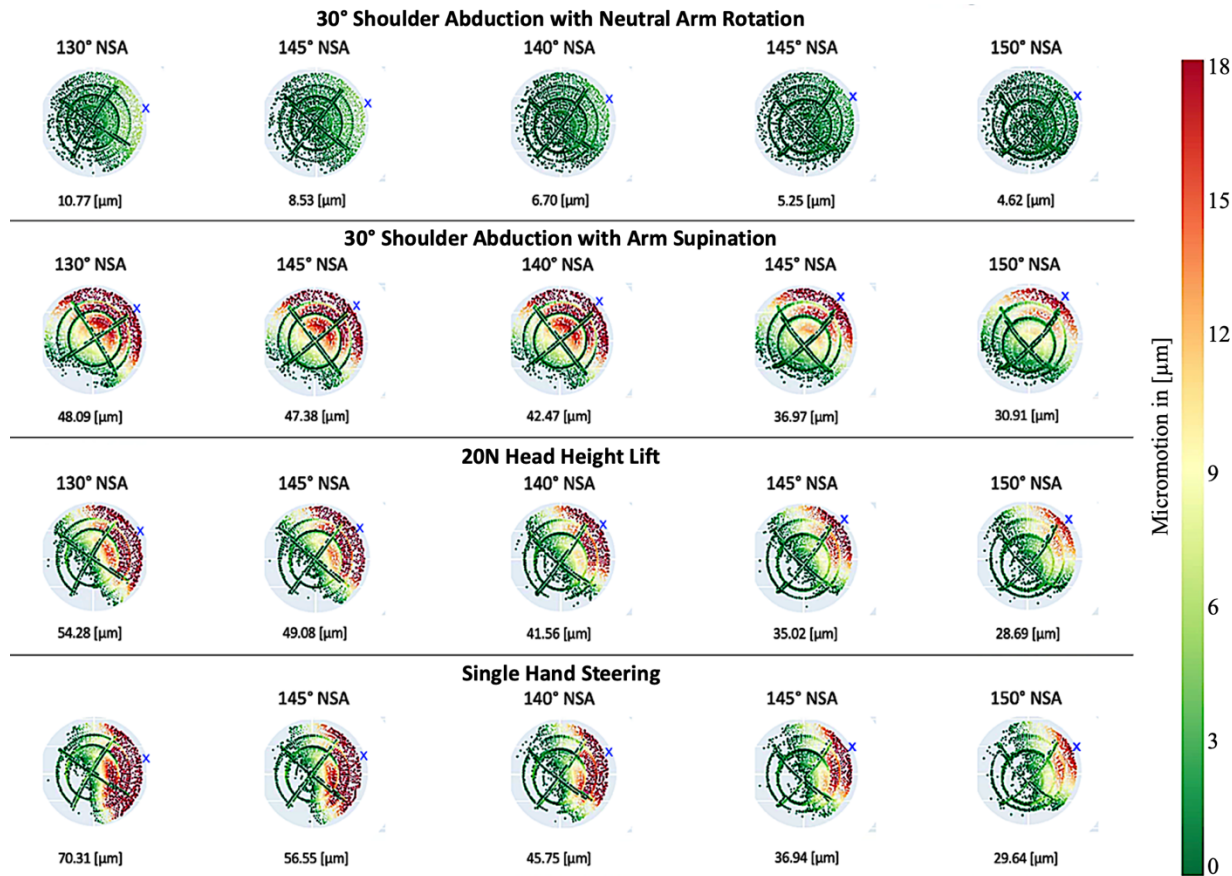 30° Shoulder Abduction with Neutral Arm Rotation
130° NSA 145° NSA 140° NSA 145° NSA 150° NSA
x x x x x
10.77 [µm] 8.53 [µm] 6.70 [µm] 5.25 [µm] 4.62 [µm]
30° Shoulder Abduction with Arm Supination
130° NSA 145° NSA 140° NSA 145° NSA 150° NSA
x x x x x
48.09 [µm] 47.38 [µm] 42.47 [µm] 36.97 [µm] 30.91 [µm]
20N Head Height Lift
130° NSA 145° NSA 140° NSA 145° NSA 150° NSA
x x x x x
54.28 [µm] 49.08 [µm] 41.56 [µm] 35.02 [µm] 28.69 [µm]
Single Hand Steering
145° NSA 140° NSA 145° NSA 150° NSA
x x x x x
70.31 [µm] 56.55 [µm] 45.75 [µm] 36.94 [µm] 29.64 [µm]
Micromotion in [µm]
18
15
12
9
6
3
0